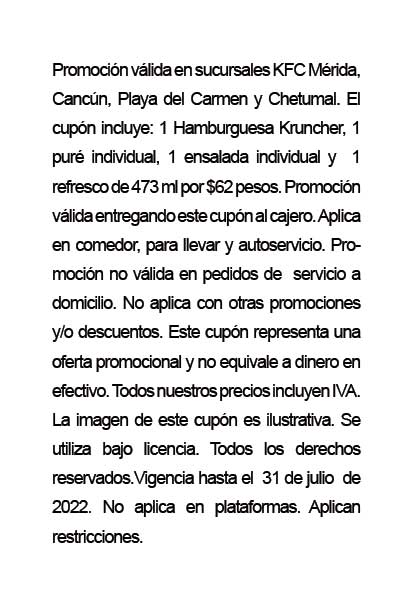 Promoción válida en sucursales KFC Mérida,
Cancún, Playa del Carmen y Chetumal. El
cupón incluye: 1 Hamburguesa Kruncher, 1
puré individual, 1 ensalada individual y 1
refresco de 473 ml por $62 pesos. Promoción
válida entregando este cupón al cajero. Aplica
en comedor, para llevar y autoservicio. Pro-
moción no válida en pedidos de servicio a
domicilio. No aplica con otras promociones
y/o descuentos. Este cupón representa una
oferta promocional y no equivale a dinero en
efectivo. Todos nuestros precios incluyen IVA.
La imagen de este cupón es ilustrativa. Se
utiliza bajo licencia. Todos los derechos
reservados.Vigencia hasta el 31 de julio de
2022. No aplica en plataformas. Aplican
restricciones.